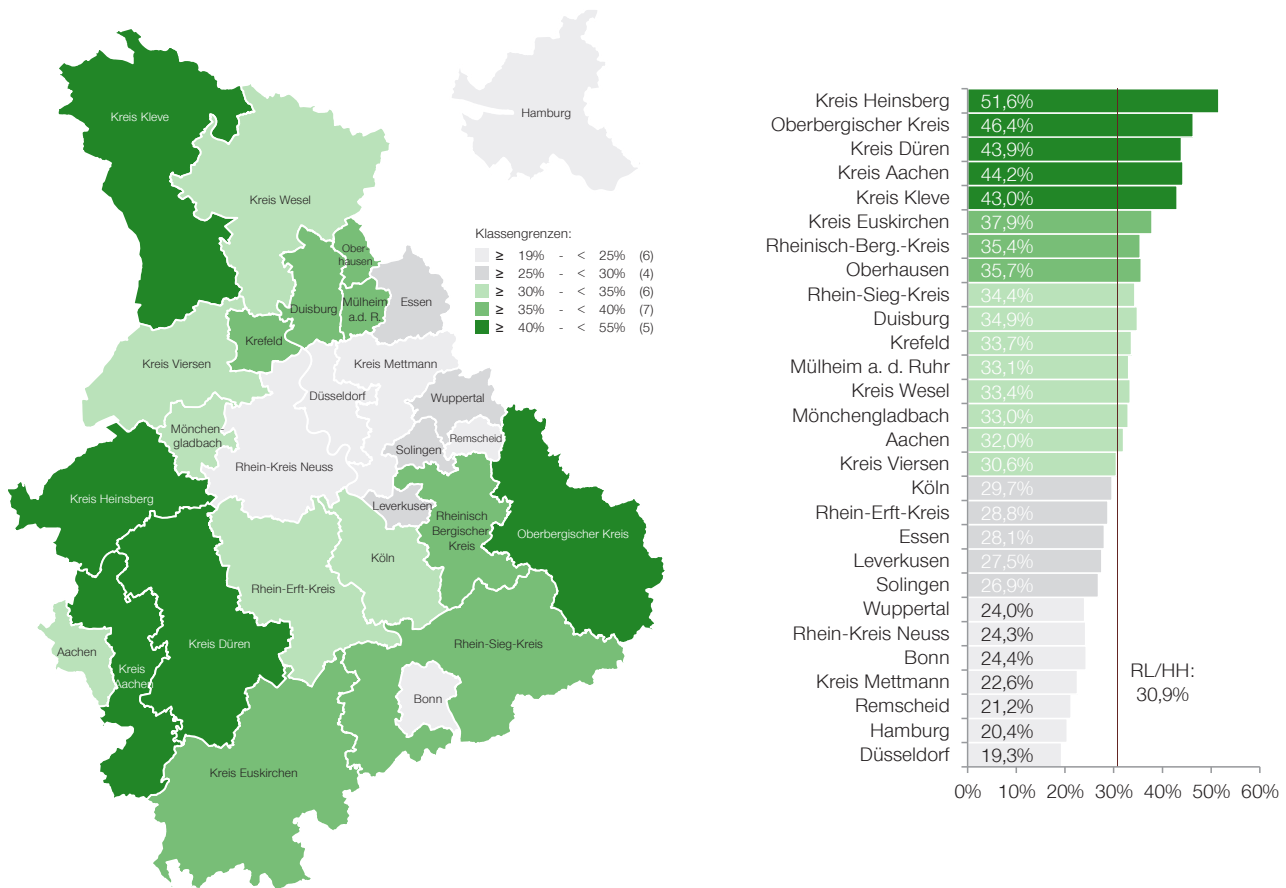 Kreis Kleve
Hamburg
Kreis Wesel
Klassengrenzen:
≥ 19% - < 25% (6)
≥ 25% - < 30% (4)
≥ 30% - < 35% (6)
≥ 35% - < 40% (7)
≥ 40% - < 55% (5)
Ober-
hausen
Essen
Duisburg
Mülheim
a.d. R.
Krefeld
Kreis Viersen
Kreis Mettmann
Düsseldorf
Wuppertal
Mönchen-
gladbach
Remscheid
Solingen
Rhein-Kreis Neuss
Kreis Heinsberg
Leverkusen
Rheinisch
Bergischer
Kreis
Oberbergischer Kreis
Köln
Rhein-Erft-Kreis
Aachen
Kreis Düren
Rhein-Sieg-Kreis
Kreis
Aachen
Bonn
Kreis Euskirchen
Kreis Heinsberg 51,6%
Oberbergischer Kreis 46,4%
Kreis Düren 43,9%
Kreis Aachen 44,2%
Kreis Kleve 43,0%
Kreis Euskirchen 37,9%
Rheinisch-Berg.-Kreis 35,4%
Oberhausen 35,7%
Rhein-Sieg-Kreis 34,4%
Duisburg 34,9%
Krefeld 33,7%
Mülheim a. d. Ruhr 33,1%
Kreis Wesel 33,4%
Mönchengladbach 33,0%
Aachen 32,0%
Kreis Viersen 30,6%
Köln 29,7%
Rhein-Erft-Kreis 28,8%
Essen 28,1%
Leverkusen 27,5%
Solingen 26,9%
Wuppertal 24,0%
Rhein-Kreis Neuss 24,3%
Bonn 24,4%
Kreis Mettmann 22,6%
Remscheid 21,2%
Hamburg 20,4%
Düsseldorf 19,3%
RL/HH:
30,9%
0% 10% 20% 30% 40% 50% 60%